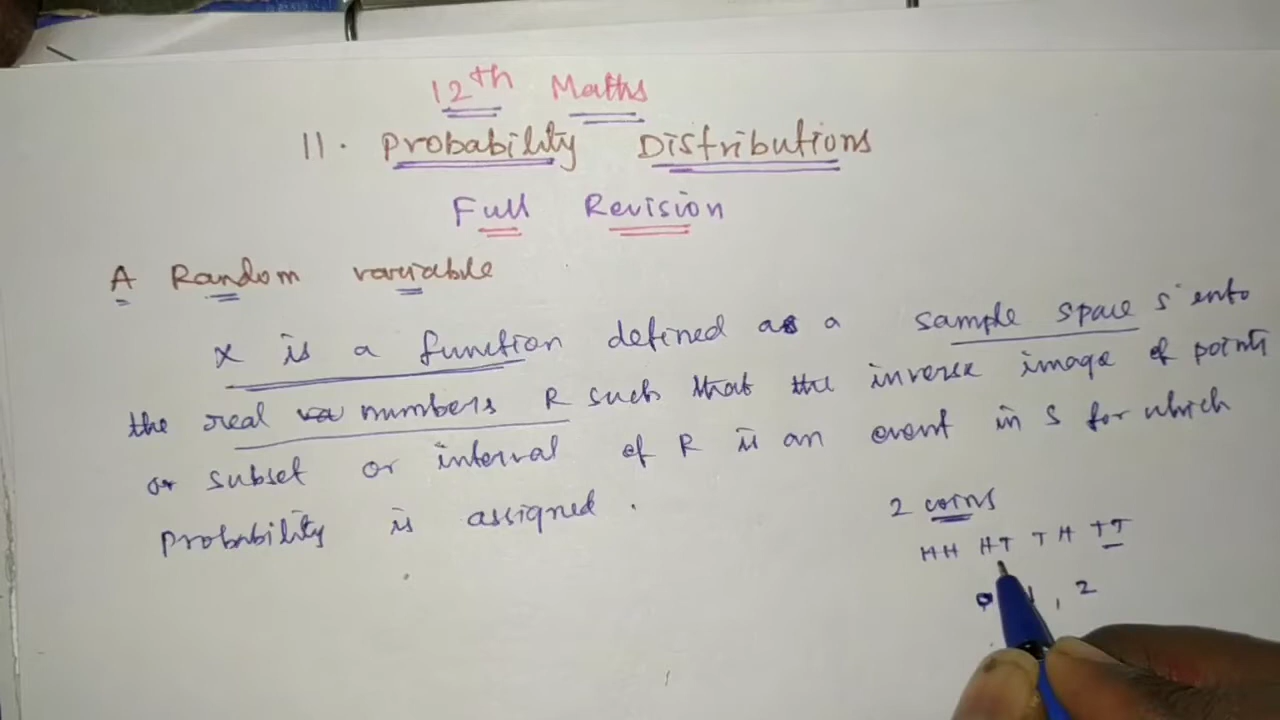 12th Maths
11. Probability Distributions
Full Revision
A Random variable
X is a function defined as a sample space S into
the real numbers R such that the inverse image of points
or subset or interval of R is an event in S for which
probability is assigned.
2 coins
HH HT TH TT
0, 1, 2